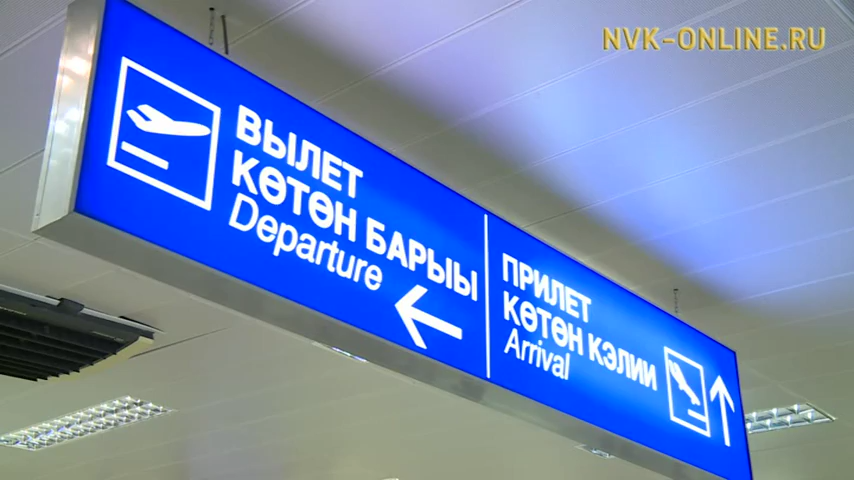 NVK-ONLINE.RU
ВЫЛЕТ
КӨТӨН БАРЫЫ
Departure
ПРИЛЕТ
КӨТӨН КЭЛИИ
Arrival